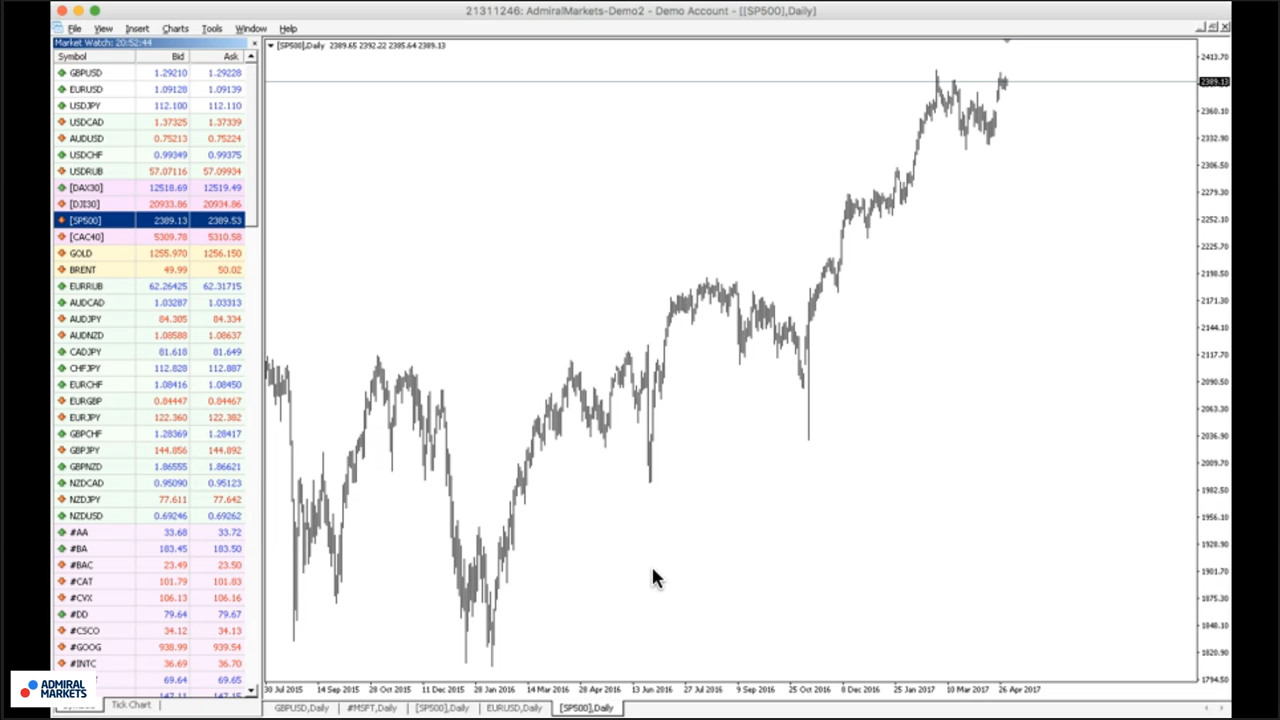 21311246: AdmiralMarkets-Demo2 - Demo Account - [[SP500],Daily]
File View Insert Charts Tools Window Help
Market Watch: 20:52:44
Symbol Bid Ask
GBPUSD 1.29210 1.29228
EURUSD 1.09128 1.09139
USDJPY 112.100 112.110
USDCAD 1.37325 1.37339
AUDUSD 0.75213 0.75224
USDCHF 0.99349 0.99375
USDRUB 57.07116 57.09934
[DAX30] 12518.69 12519.49
[DJI30] 20933.86 20934.86
[SP500] 2389.13 2389.53
[CAC40] 5309.78 5310.58
GOLD 1255.970 1256.150
BRENT 49.99 50.02
EURRUB 62.26425 62.31715
AUDCAD 1.03287 1.03313
AUDJPY 84.305 84.334
AUDNZD 1.08588 1.08637
CADJPY 81.618 81.649
CHFJPY 112.828 112.887
EURCHF 1.08416 1.08450
EURGBP 0.84447 0.84467
EURJPY 122.360 122.382
GBPCHF 1.28369 1.28417
GBPJPY 144.856 144.892
GBPNZD 1.86555 1.86621
NZDCAD 0.95090 0.95123
NZDJPY 77.611 77.642
NZDUSD 0.69246 0.69262
#AA 33.68 33.72
#BA 183.45 183.50
#BAC 23.49 23.50
#CAT 101.79 101.83
#CVX 106.13 106.16
#DD 79.64 79.67
#CSCO 34.12 34.13
#GOOG 938.99 939.54
#INTC 36.69 36.70
69.64 69.65
Tick Chart
[SP500],Daily 2389.65 2392.22 2385.64 2389.13
2413.70
2389.13
2360.10
2332.90
2306.50
2279.30
2252.10
2225.70
2198.50
2171.30
2144.10
2117.70
2090.50
2063.30
2036.90
2009.70
1982.50
1956.10
1928.90
1901.70
1875.30
1848.10
1820.90
1794.50
30 Jul 2015 14 Sep 2015 28 Oct 2015 11 Dec 2015 28 Jan 2016 14 Mar 2016 28 Apr 2016 13 Jun 2016 27 Jul 2016 9 Sep 2016 25 Oct 2016 8 Dec 2016 25 Jan 2017 10 Mar 2017 26 Apr 2017
GBPUSD,Daily #MSFT,Daily [SP500],Daily EURUSD,Daily [SP500],Daily
ADMIRAL
MARKETS